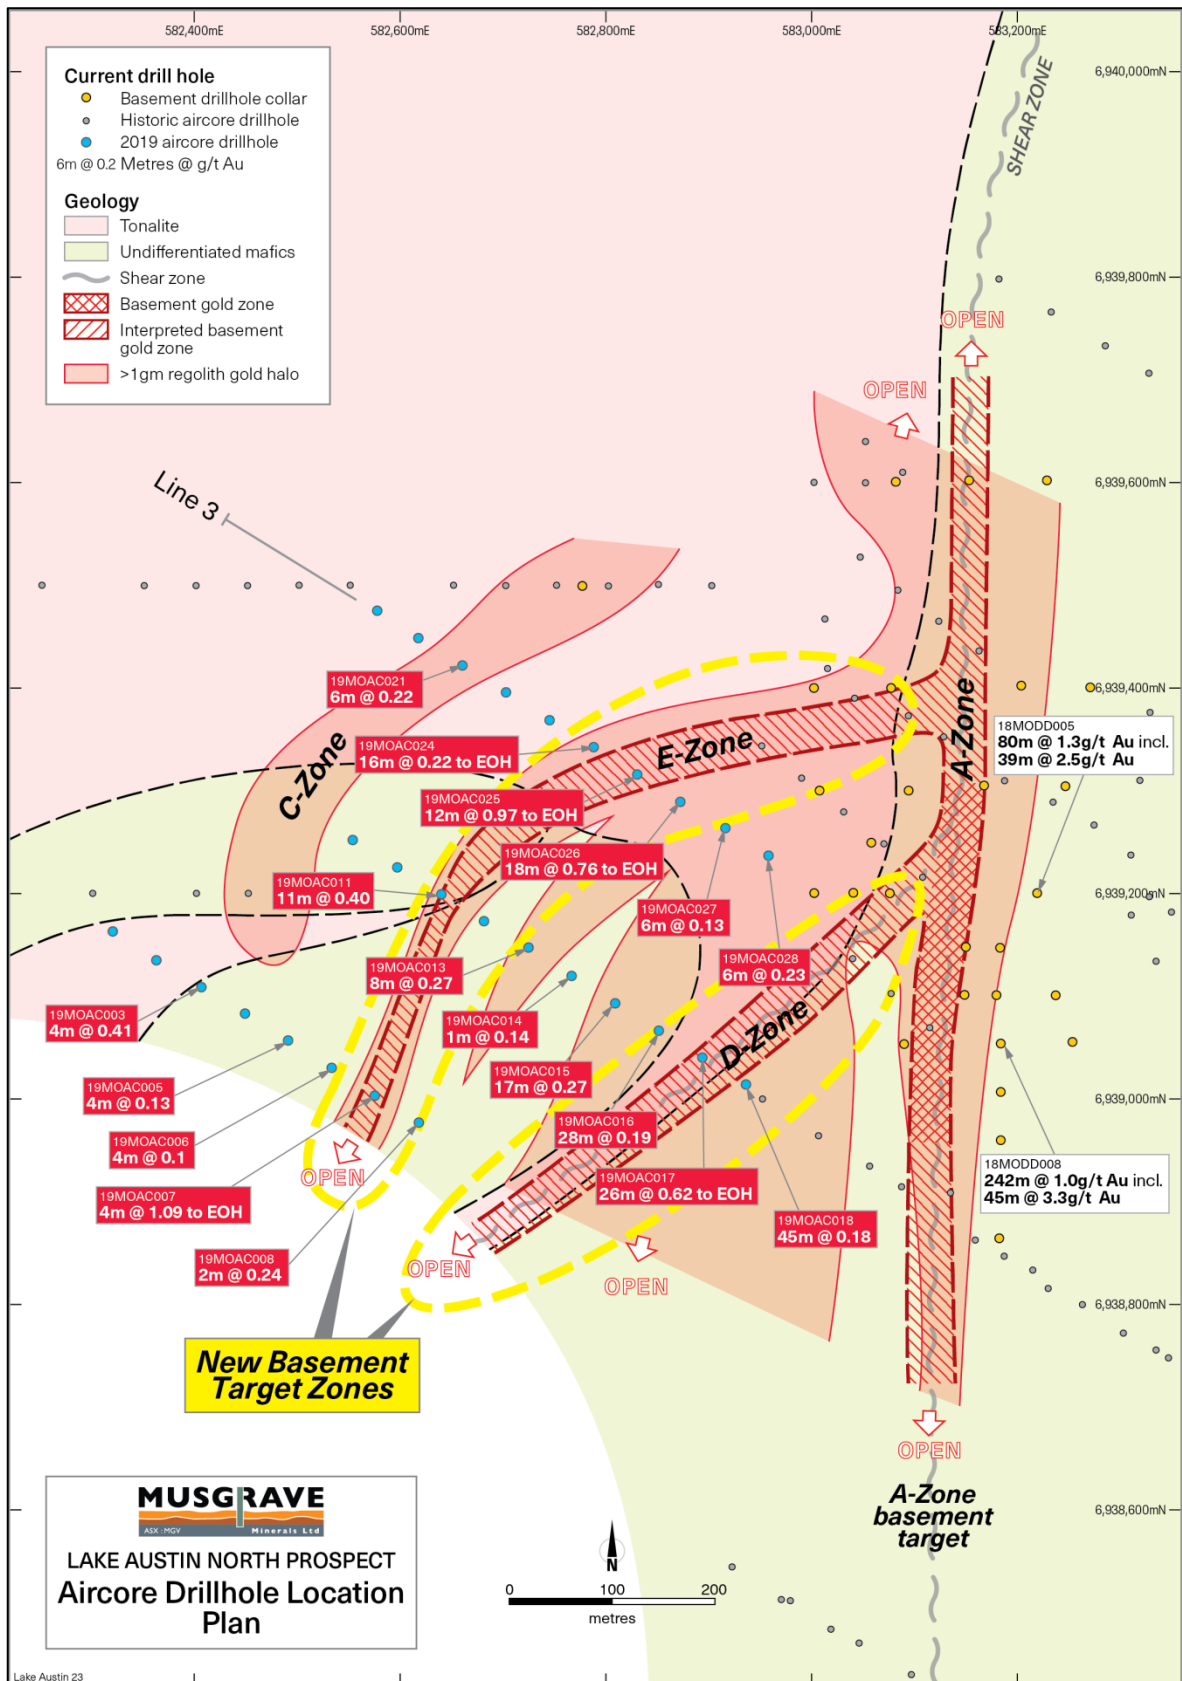 582,400mE
582,600mE
582,800mE
583,000mE
583,200mE
Current drill hole
Basement drillhole collar
Historic aircore drillhole
2019 aircore drillhole
6m @ 0.2 Metres @ g/t Au
Geology
Tonalite
Undifferentiated mafics
Shear zone
Basement gold zone
Interpreted basement
gold zone
>1gm regolith gold halo
SHEAR ZONE
6,940,000mN
6,939,800mN
OPEN
OPEN
6,939,600mN
Line 3
6,939,400mN
19MOAC021
6m @ 0.22
C-Zone
E-Zone
A-Zone
18MODD005
80m @ 1.3g/t Au incl.
39m @ 2.5g/t Au
19MOAC024
16m @ 0.22 to EOH
19MOAC025
12m @ 0.97 to EOH
19MOAC026
18m @ 0.76 to EOH
19MOAC011
11m @ 0.40
6,939,200mN
19MOAC027
6m @ 0.13
19MOAC028
6m @ 0.23
19MOAC013
8m @ 0.27
19MOAC003
4m @ 0.41
19MOAC014
1m @ 0.14
D-Zone
19MOAC015
17m @ 0.27
19MOAC005
4m @ 0.13
6,939,000mN
19MOAC016
28m @ 0.19
19MOAC006
4m @ 0.1
OPEN
19MOAC017
26m @ 0.62 to EOH
18MODD008
242m @ 1.0g/t Au incl.
45m @ 3.3g/t Au
19MOAC007
4m @ 1.09 to EOH
19MOAC018
45m @ 0.18
19MOAC008
2m @ 0.24
OPEN
OPEN
6,938,800mN
New Basement
Target Zones
OPEN
A-Zone
basement
target
6,938,600mN
MUSGRAVE
ASX : MGV
Minerals Ltd
LAKE AUSTIN NORTH PROSPECT
Aircore Drillhole Location
Plan
N
0
100
200
metres
Lake Austin 23